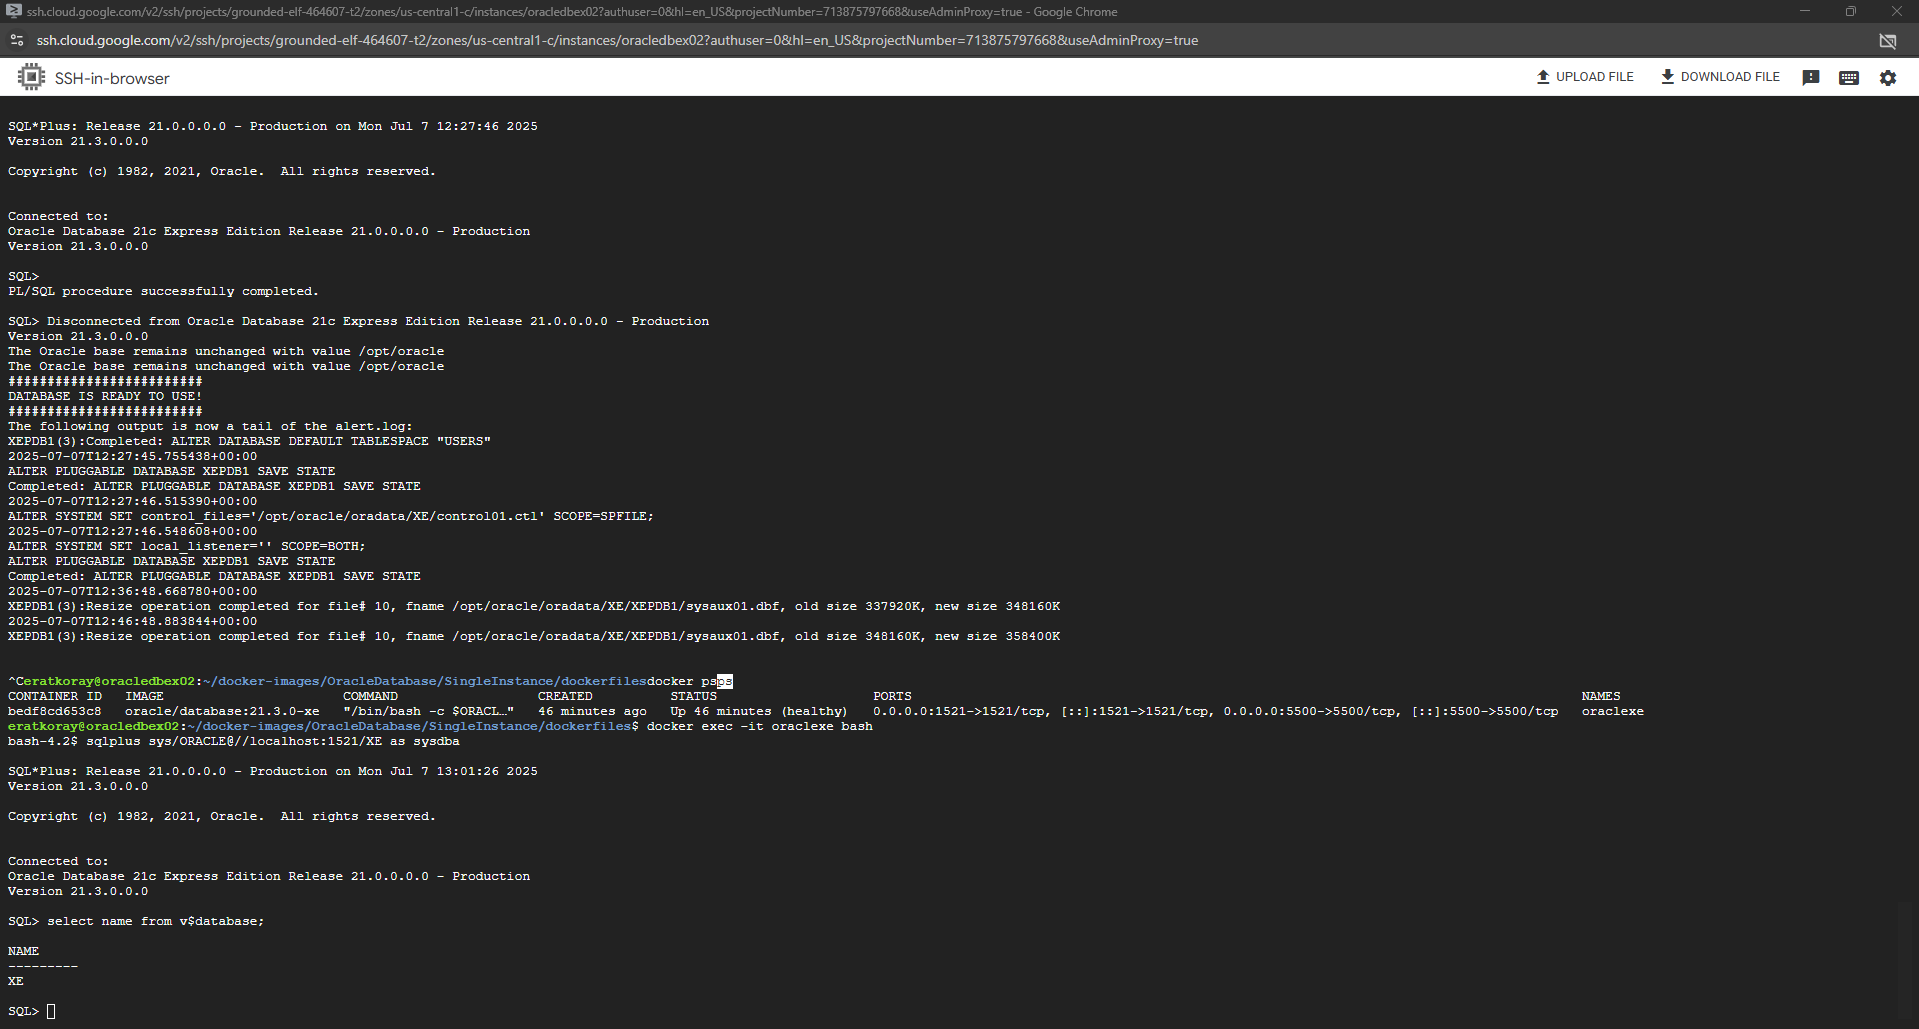 ssh.cloud.google.com/v2/ssh/projects/grounded-elf-464607-t2/zones/us-central1-c/instances/oracledbex02?authuser=0&hl=en_US&projectNumber=713875797668&useAdminProxy=true - Google Chrome
ssh.cloud.google.com/v2/ssh/projects/grounded-elf-464607-t2/zones/us-central1-c/instances/oracledbex02?authuser=0&hl=en_US&projectNumber=713875797668&useAdminProxy=true
SSH-in-browser
UPLOAD FILE
DOWNLOAD FILE
SQL*Plus: Release 21.0.0.0.0 - Production on Mon Jul 7 12:27:46 2025
Version 21.3.0.0.0
Copyright (c) 1982, 2021, Oracle.  All rights reserved.
Connected to:
Oracle Database 21c Express Edition Release 21.0.0.0.0 - Production
Version 21.3.0.0.0
SQL>
PL/SQL procedure successfully completed.
SQL> Disconnected from Oracle Database 21c Express Edition Release 21.0.0.0.0 - Production
Version 21.3.0.0.0
The Oracle base remains unchanged with value /opt/oracle
The Oracle base remains unchanged with value /opt/oracle
#########################
DATABASE IS READY TO USE!
#########################
The following output is now a tail of the alert.log:
XEPDB1(3):Completed: ALTER DATABASE DEFAULT TABLESPACE "USERS"
2025-07-07T12:27:45.755438+00:00
ALTER PLUGGABLE DATABASE XEPDB1 SAVE STATE
Completed: ALTER PLUGGABLE DATABASE XEPDB1 SAVE STATE
2025-07-07T12:27:46.515390+00:00
ALTER SYSTEM SET control_files='/opt/oracle/oradata/XE/control01.ctl' SCOPE=SPFILE;
2025-07-07T12:27:46.548608+00:00
ALTER SYSTEM SET local_listener='' SCOPE=BOTH;
ALTER PLUGGABLE DATABASE XEPDB1 SAVE STATE
Completed: ALTER PLUGGABLE DATABASE XEPDB1 SAVE STATE
2025-07-07T12:36:48.668780+00:00
XEPDB1(3):Resize operation completed for file# 10, fname /opt/oracle/oradata/XE/XEPDB1/sysaux01.dbf, old size 337920K, new size 348160K
2025-07-07T12:46:48.883844+00:00
XEPDB1(3):Resize operation completed for file# 10, fname /opt/oracle/oradata/XE/XEPDB1/sysaux01.dbf, old size 348160K, new size 358400K
^Ceratkoray@oracledbex02:~/docker-images/OracleDatabase/SingleInstance/dockerfilesdocker psps
CONTAINER ID   IMAGE                       COMMAND                  CREATED          STATUS                    PORTS                                                                                      NAMES
bedf8cd653c8   oracle/database:21.3.0-xe   "/bin/bash -c $ORACL…"   46 minutes ago   Up 46 minutes (healthy)   0.0.0.0:1521->1521/tcp, [::]:1521->1521/tcp, 0.0.0.0:5500->5500/tcp, [::]:5500->5500/tcp   oraclexe
eratkoray@oracledbex02:~/docker-images/OracleDatabase/SingleInstance/dockerfiles$ docker exec -it oraclexe bash
bash-4.2$ sqlplus sys/ORACLE@//localhost:1521/XE as sysdba
SQL*Plus: Release 21.0.0.0.0 - Production on Mon Jul 7 13:01:26 2025
Version 21.3.0.0.0
Copyright (c) 1982, 2021, Oracle.  All rights reserved.
Connected to:
Oracle Database 21c Express Edition Release 21.0.0.0.0 - Production
Version 21.3.0.0.0
SQL> select name from v$database;
NAME
---------
XE
SQL>